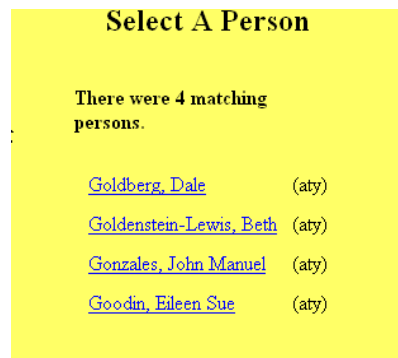 Select A Person
There were 4 matching
persons.
Goldberg, Dale (aty)
Goldenstein-Lewis, Beth (aty)
Gonzales, John Manuel (aty)
Goodin, Eileen Sue (aty)